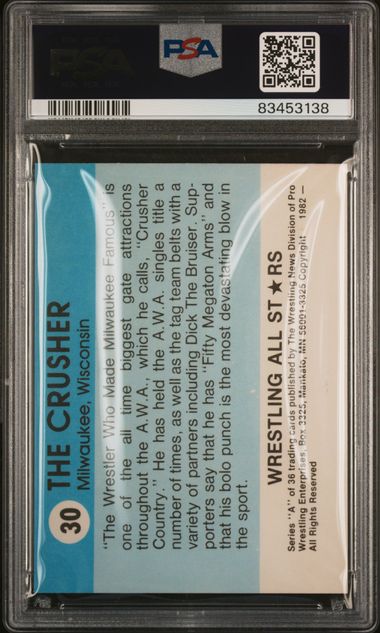 PSA
PSA
83453138
30 THE CRUSHER
Milwaukee, Wisconsin
"The Wrestler Who Made Milwaukee Famous" is
one of the all time biggest gate attractions
throughout the A.W.A., which he calls, "Crusher
Country." He has held the A.W.A. singles title a
number of times, as well as the tag team belts with a
variety of partners including Dick The Bruiser. Sup-
porters say that he has "Fifty Megaton Arms" and
that his bolo punch is the most devastating blow in
the sport.
WRESTLING ALL ST★RS
Series "A" of 36 trading cards published by The Wrestling News Division of Pro
Wrestling Enterprises, Box 3325, Mankato, MN 56001-3325 Copyright 1982 —
All Rights Reserved